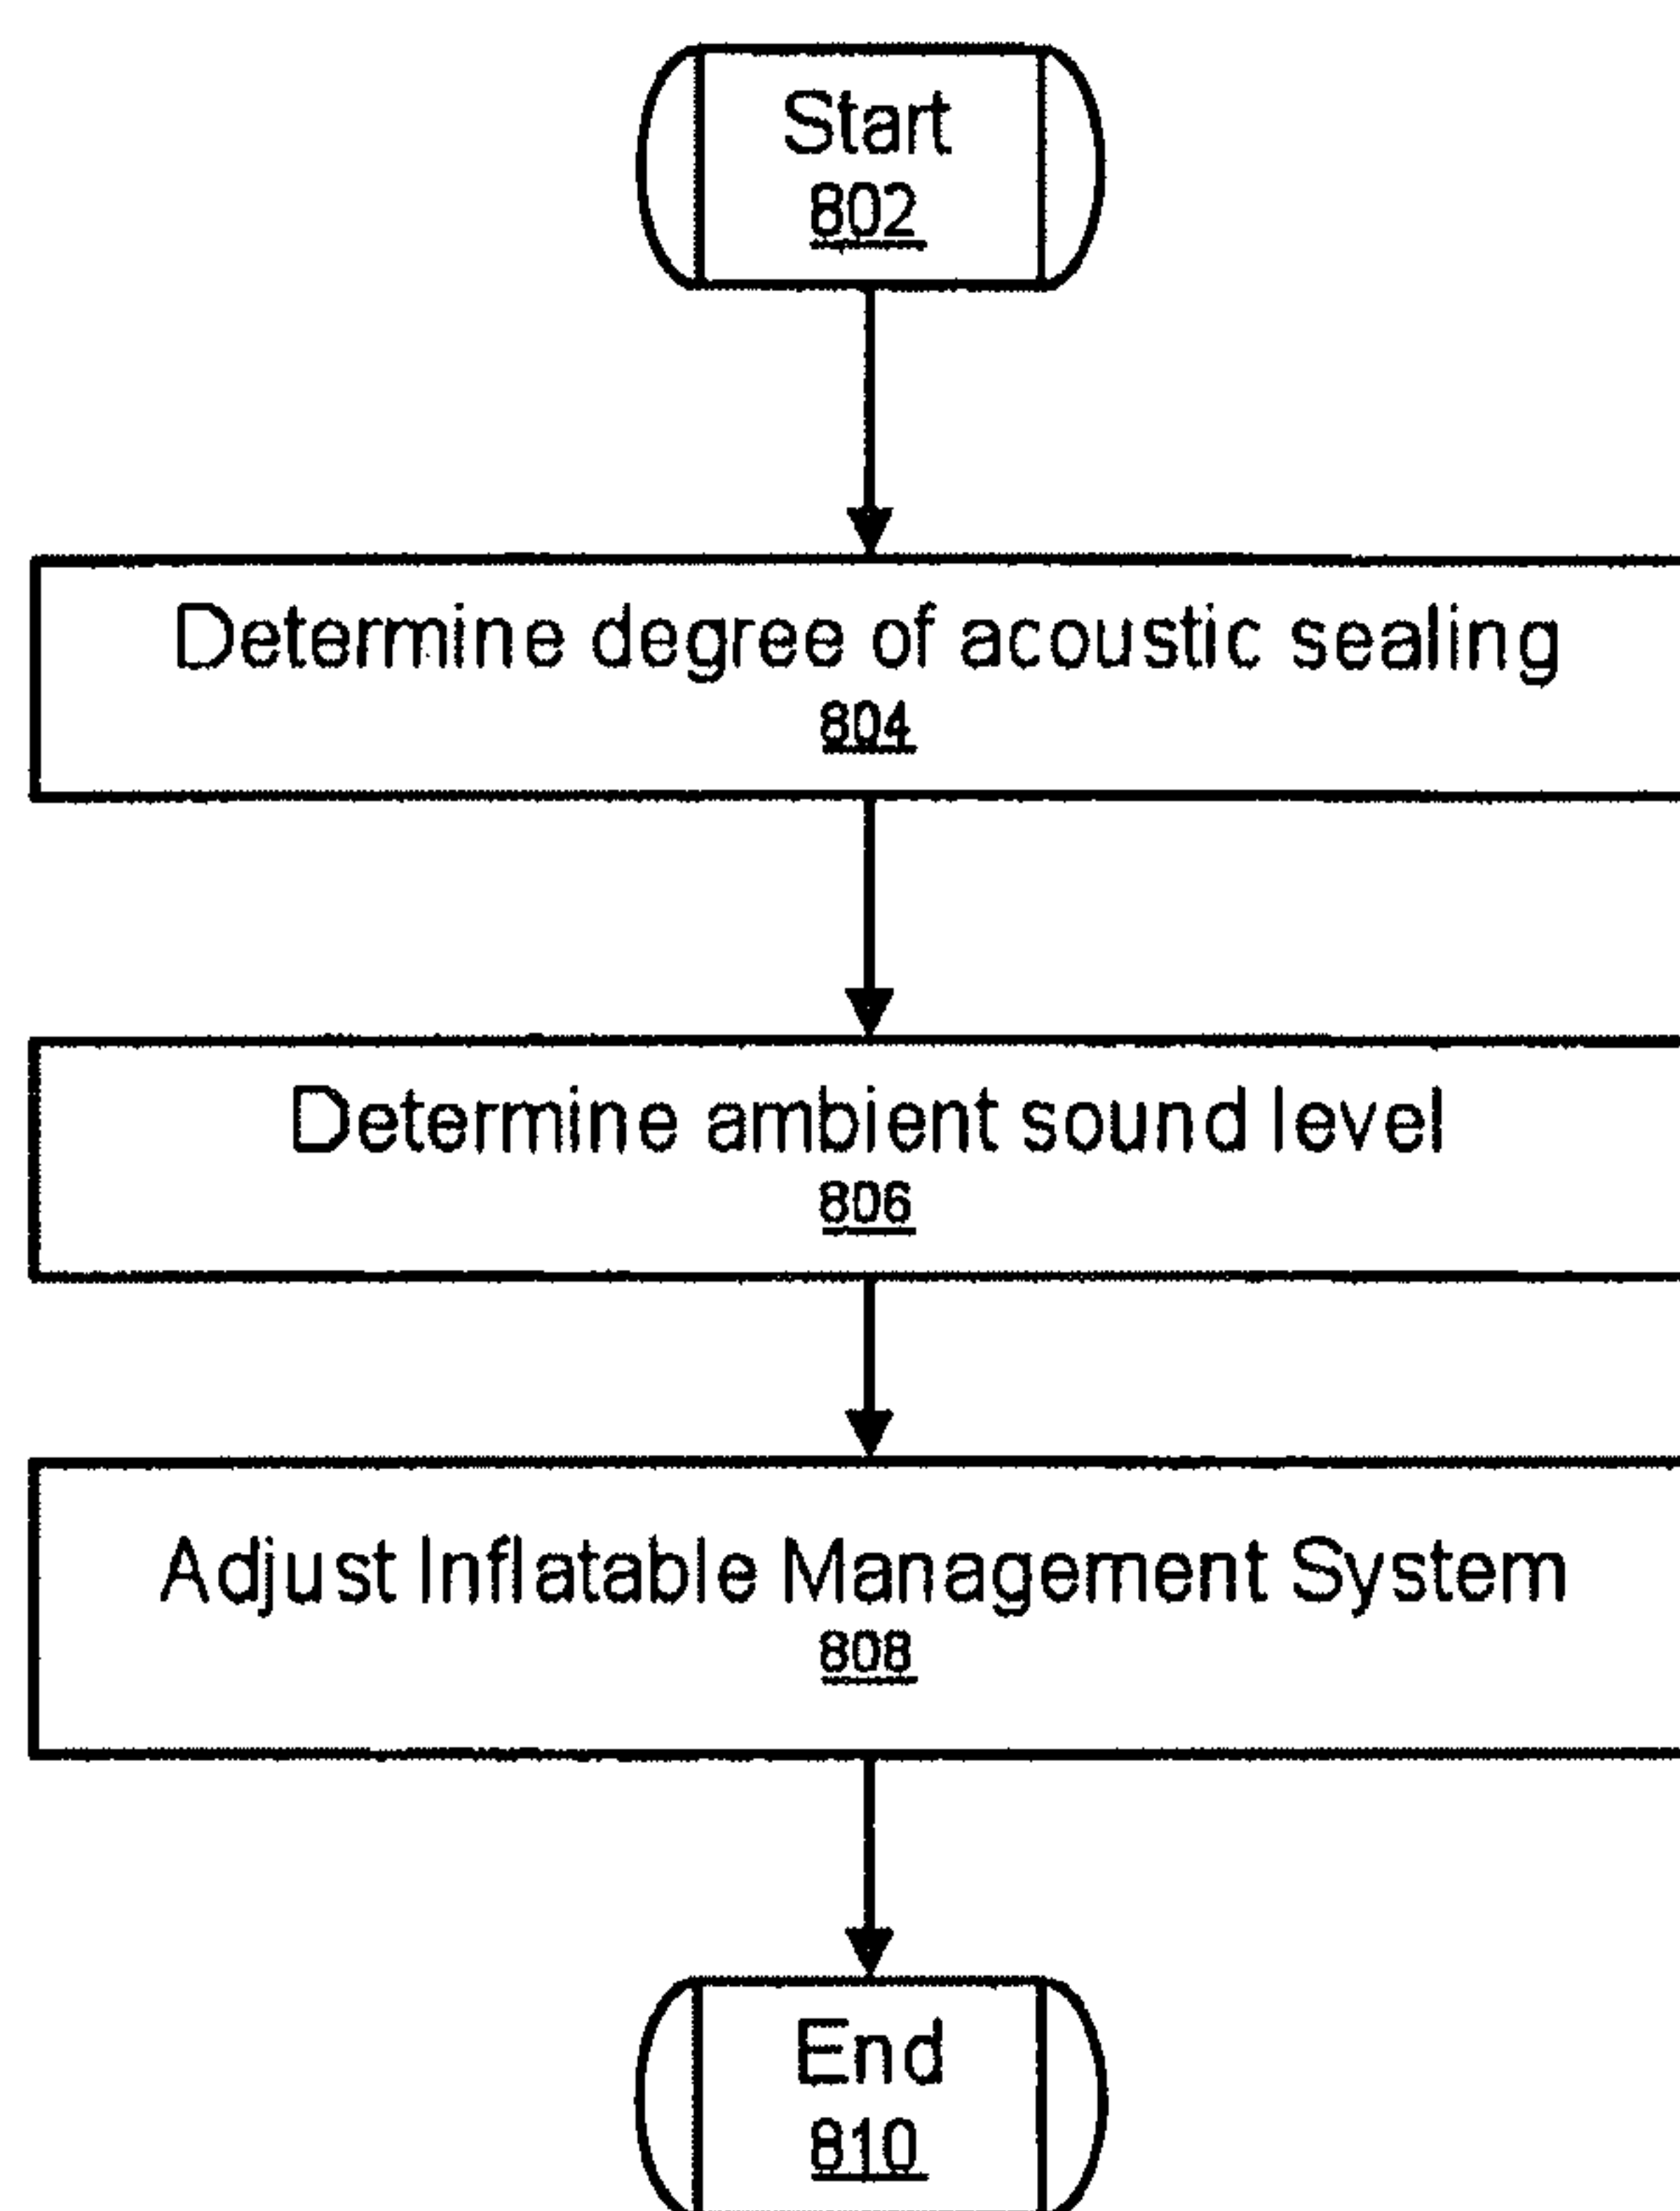 Start
802
Determine degree of acoustic sealing
804
Determine ambient sound level
806
Adjust Inflatable Management System
808
End
810